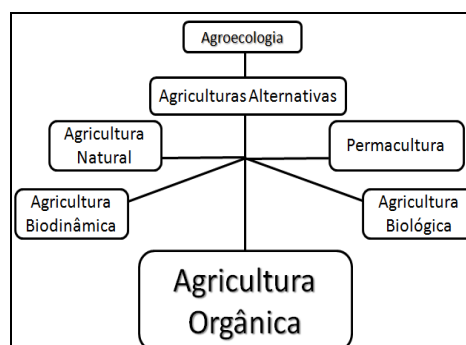 Agroecologia
Agriculturas Alternativas
Agricultura
Natural
Permacultura
Agricultura
Biodinâmica
Agricultura
Biológica
Agricultura
Orgânica